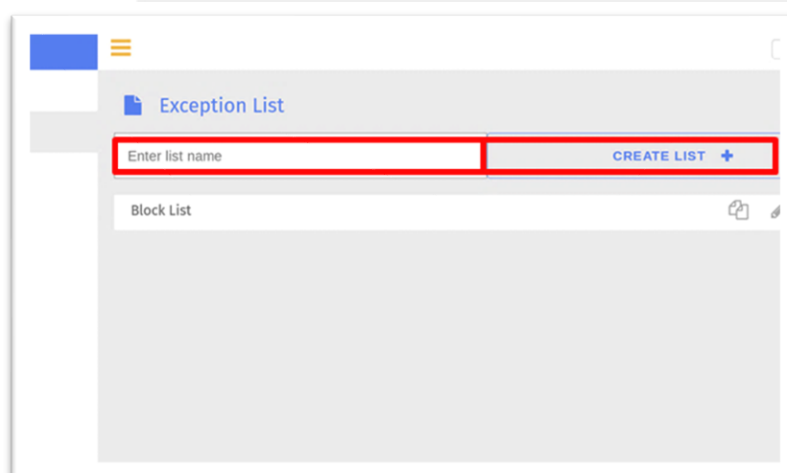 Exception List
Enter list name
CREATE LIST +
Block List